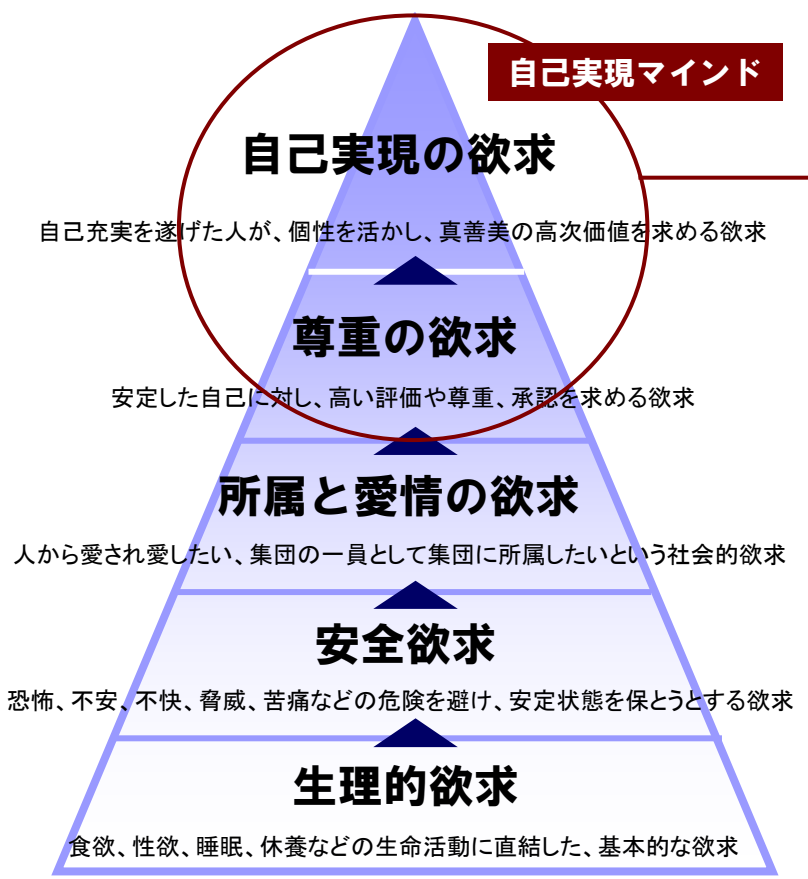 自己実現マインド
自己実現の欲求
自己充実を遂げた人が、個性を活かし、真善美の高次価値を求める欲求
尊重の欲求
安定した自己に対し、高い評価や尊重、承認を求める欲求
所属と愛情の欲求
人から愛され愛したい、集団の一員として集団に所属したいという社会的欲求
安全欲求
恐怖、不安、不快、脅威、苦痛などの危険を避け、安定状態を保とうとする欲求
生理的欲求
食欲、性欲、睡眠、休養などの生命活動に直結した、基本的な欲求